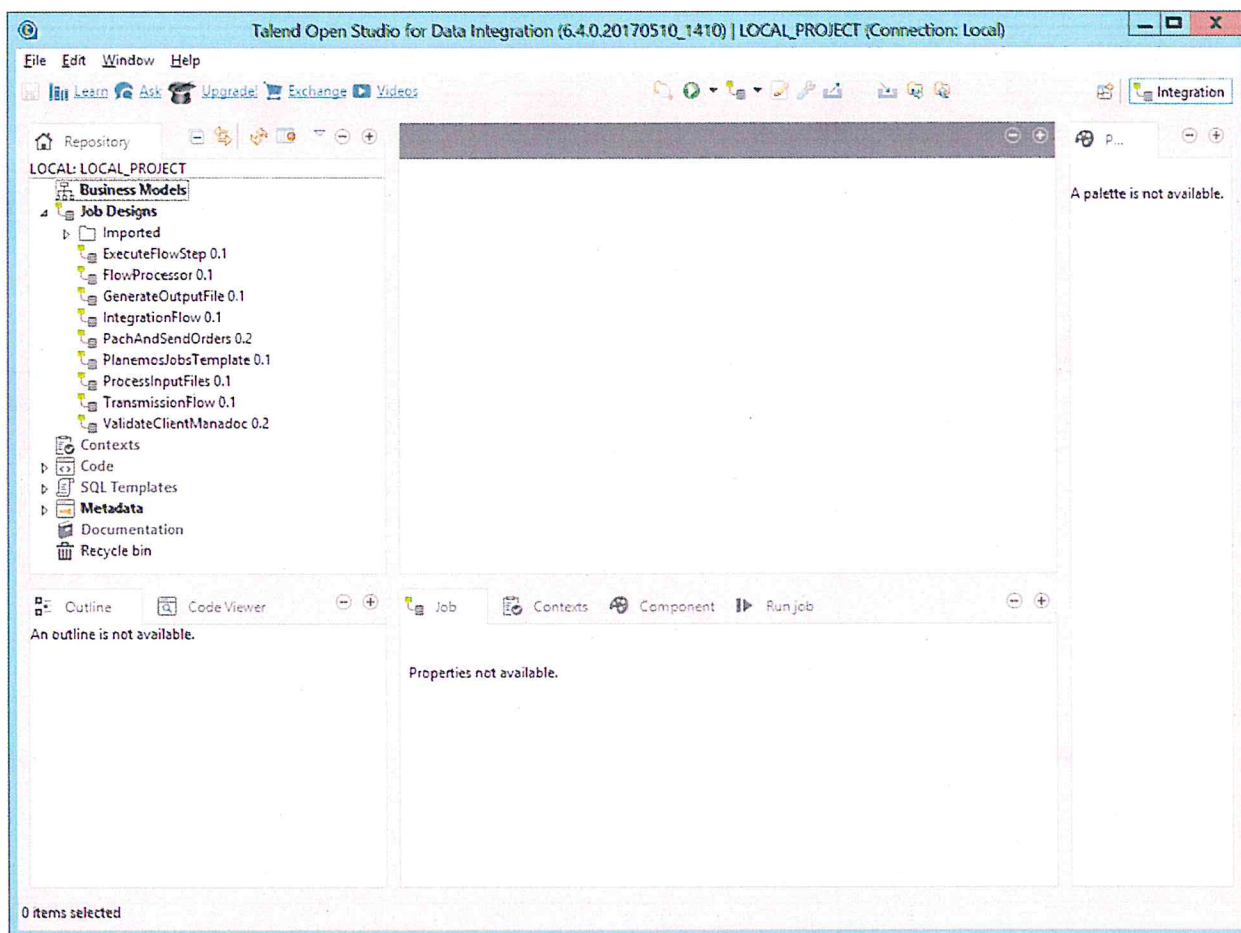 Talend Open Studio for Data Integration (6.4.0.20170510_1410) | LOCAL_PROJECT (Connection: Local)
File Edit Window Help
Learn Ask Upgrade! Exchange Videos
Integration
Repository
LOCAL: LOCAL_PROJECT
Business Models
Job Designs
Imported
ExecuteFlowStep 0.1
FlowProcessor 0.1
GenerateOutputFile 0.1
IntegrationFlow 0.1
PachAndSendOrders 0.2
PlanemosJobsTemplate 0.1
ProcessInputFiles 0.1
TransmissionFlow 0.1
ValidateClientManadoc 0.2
Contexts
Code
SQL Templates
Metadata
Documentation
Recycle bin
P...
A palette is not available.
Outline Code Viewer
An outline is not available.
Job Contexts Component Run job
Properties not available.
0 items selected